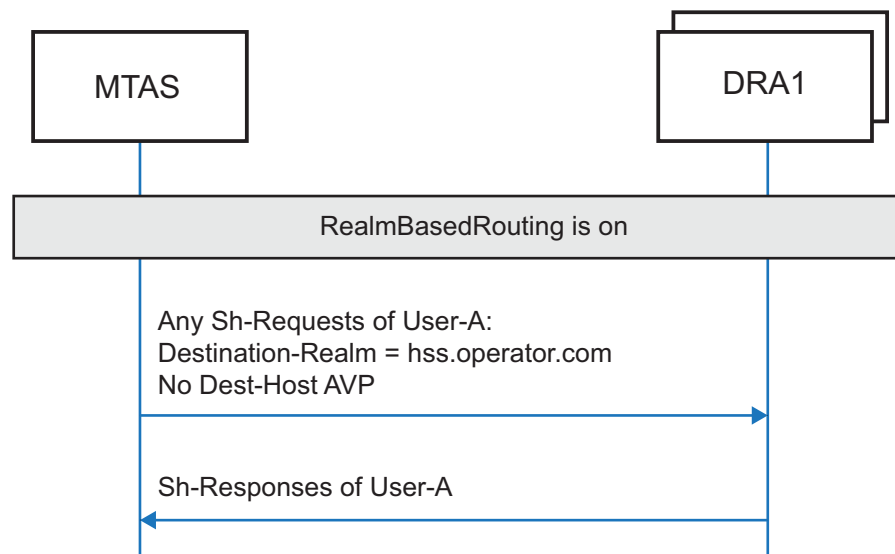 MTAS
DRA1
RealmBasedRouting is on
Any Sh-Requests of User-A:
Destination-Realm = hss.operator.com
No Dest-Host AVP
Sh-Responses of User-A